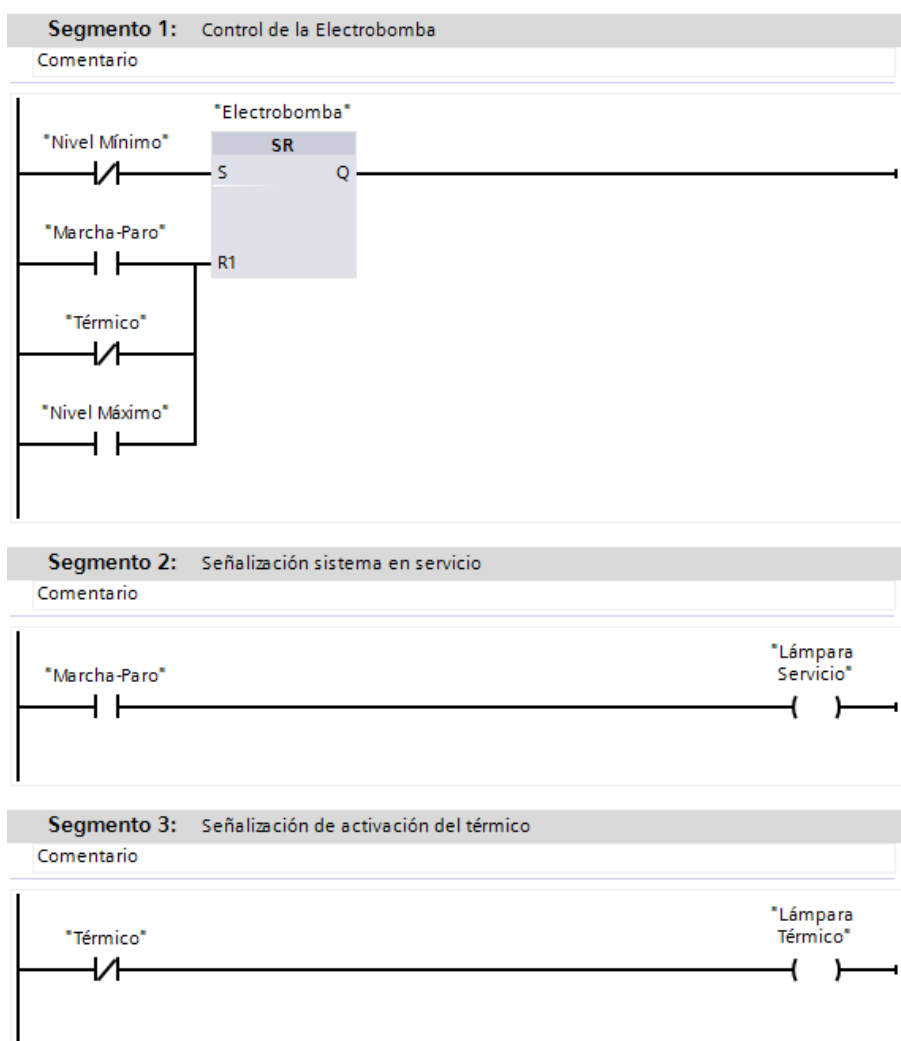 Segmento 1: Control de la Electrobomba
Comentario
"Electrobomba"
"Nivel Mínimo"
SR
S Q
"Marcha-Paro"
R1
"Térmico"
"Nivel Máximo"
Segmento 2: Señalización sistema en servicio
Comentario
"Lámpara
Servicio"
"Marcha-Paro"
Segmento 3: Señalización de activación del térmico
Comentario
"Lámpara
Térmico"
"Térmico"